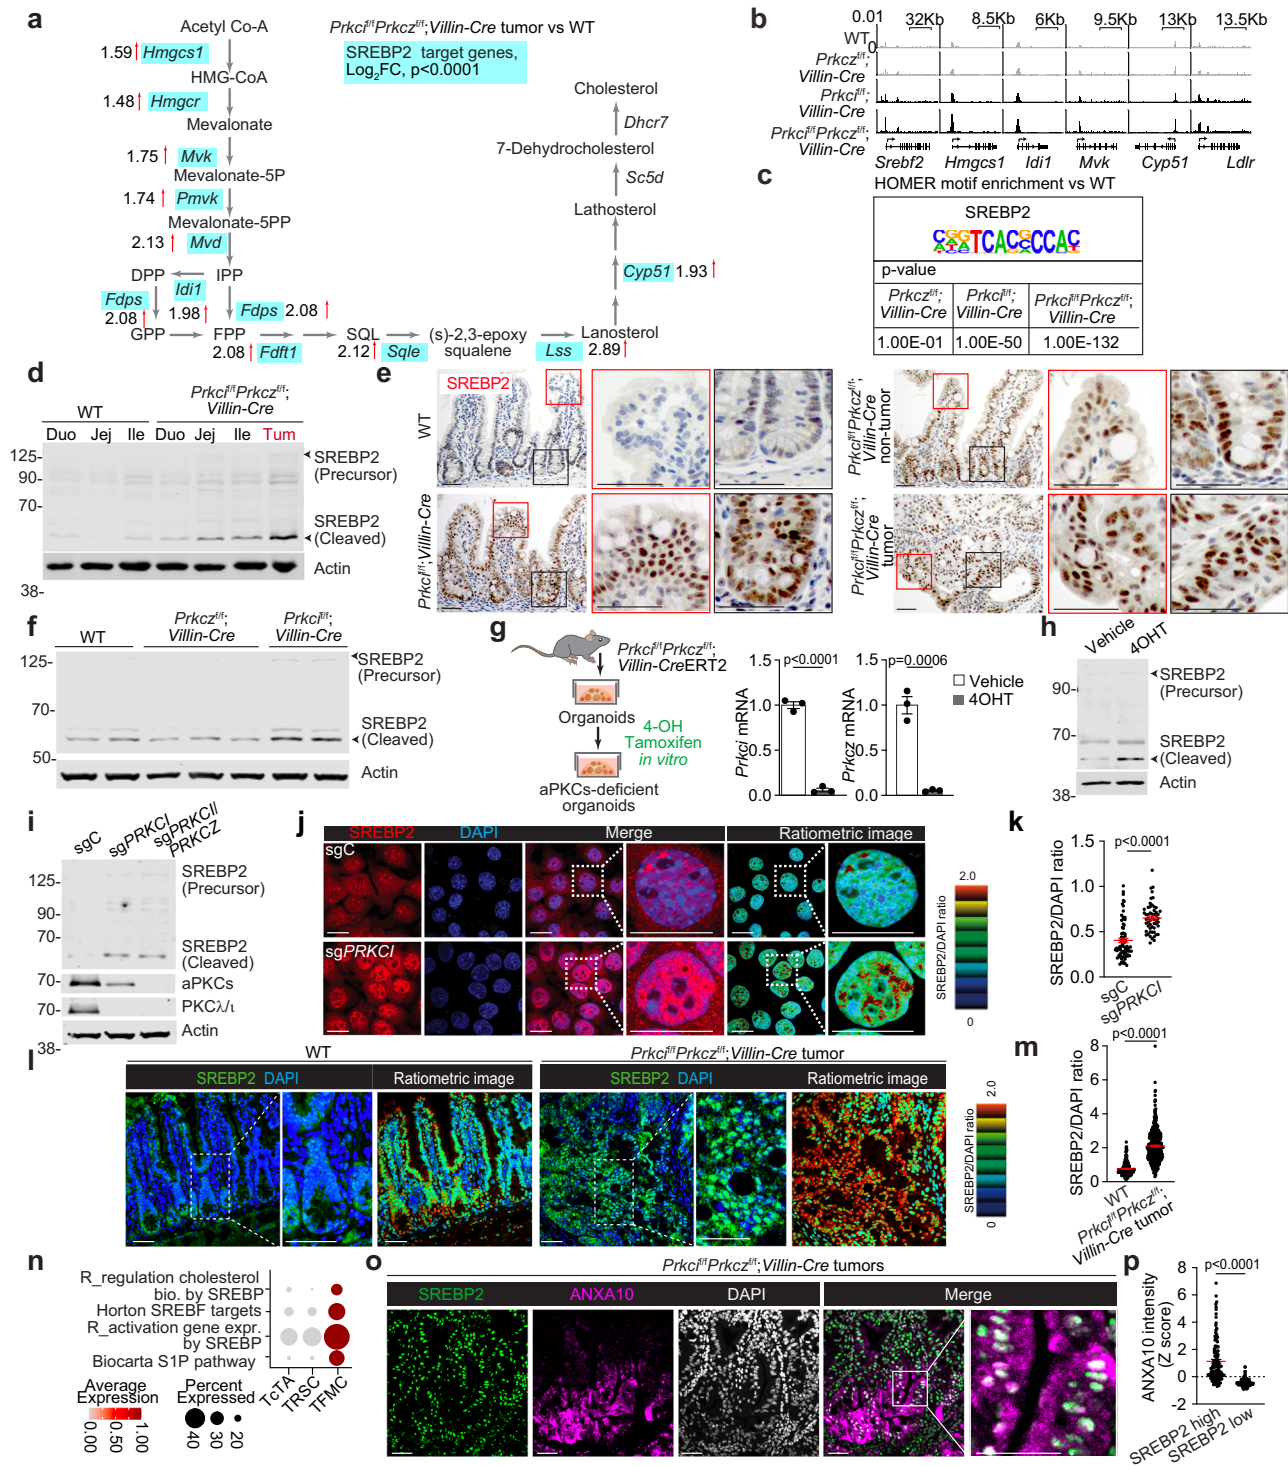 a
Acetyl Co-A
Prkci^f/f Prkcz^f/f;Villin-Cre tumor vs WT
SREBP2 target genes,
Log₂FC, p<0.0001
1.59 Hmgcs1
HMG-CoA
1.48 Hmgcr
Mevalonate
1.75 Mvk
Mevalonate-5P
1.74 Pmvk
Mevalonate-5PP
2.13 Mvd
DPP IPP
Idi1
1.98
Fdps
2.08
Fdps 2.08
GPP FPP SQL (s)-2,3-epoxy
squalene Lanosterol
2.08 Fdft1
2.12 Sqle
Lss 2.89
Cyp51 1.93
Lathosterol
Sc5d
7-Dehydrocholesterol
Dhcr7
Cholesterol
b
0.01 32Kb 8.5Kb 6Kb 9.5Kb 13Kb 13.5Kb
WT
0
Prkcz^f/f;
Villin-Cre
Prkci^f/f;
Villin-Cre
Prkci^f/f Prkcz^f/f;
Villin-Cre
Srebf2 Hmgcs1 Idi1 Mvk Cyp51 Ldlr
c
HOMER motif enrichment vs WT
SREBP2
p-value
Prkcz^f/f;
Villin-Cre
Prkci^f/f;
Villin-Cre
Prkci^f/f Prkcz^f/f;
Villin-Cre
1.00E-01 1.00E-50 1.00E-132
d
WT
Prkci^f/f Prkcz^f/f;
Villin-Cre
Duo Jej Ile Duo Jej Ile Tum
125-
90-
70-
38-
SREBP2
(Precursor)
SREBP2
(Cleaved)
Actin
e
SREBP2
WT
Prkci^f/f;Villin-Cre
Prkci^f/f Prkcz^f/f;
Villin-Cre
non-tumor
Prkci^f/f Prkcz^f/f;
Villin-Cre
tumor
f
WT
Prkcz^f/f;
Villin-Cre
Prkci^f/f;
Villin-Cre
125-
70-
50-
SREBP2
(Precursor)
SREBP2
(Cleaved)
Actin
g
Prkci^f/f Prkcz^f/f;
Villin-CreERT2
Organoids
4-OH
Tamoxifen
in vitro
aPKCs-deficient
organoids
p<0.0001
Prkci mRNA
1.5
1.0
0.5
0.0
p=0.0006
Prkcz mRNA
1.5
1.0
0.5
0.0
Vehicle
4OHT
h
Vehicle
4OHT
90-
70-
38-
SREBP2
(Precursor)
SREBP2
(Cleaved)
Actin
i
sgC
sgPRKCI
sgPRKCI/
PRKCZ
125-
90-
70-
70-
70-
38-
SREBP2
(Precursor)
SREBP2
(Cleaved)
aPKCs
PKCλ/ι
Actin
j
SREBP2 DAPI Merge Ratiometric image
sgC
sgPRKCI
2.0
SREBP2/DAPI ratio
0
k
p<0.0001
SREBP2/DAPI ratio
1.5
1.0
0.5
0.0
sgC
sgPRKCI
l
WT
Prkci^f/f Prkcz^f/f;Villin-Cre tumor
SREBP2 DAPI Ratiometric image
SREBP2 DAPI Ratiometric image
2.0
SREBP2/DAPI ratio
0
m
p<0.0001
SREBP2/DAPI ratio
8
6
4
2
0
WT
Prkci^f/f Prkcz^f/f;
Villin-Cre tumor
n
R_regulation cholesterol
bio. by SREBP
Horton SREBF targets
R_activation gene expr.
by SREBP
Biocarta S1P pathway
TcTA
TRSC
TFMC
Average
Expression
0.00
0.50
1.00
Percent
Expressed
40
30
20
o
Prkci^f/f Prkcz^f/f;Villin-Cre tumors
SREBP2 ANXA10 DAPI Merge
p
p<0.0001
ANXA10 intensity
(Z score)
8
6
4
2
0
-2
SREBP2 high
SREBP2 low